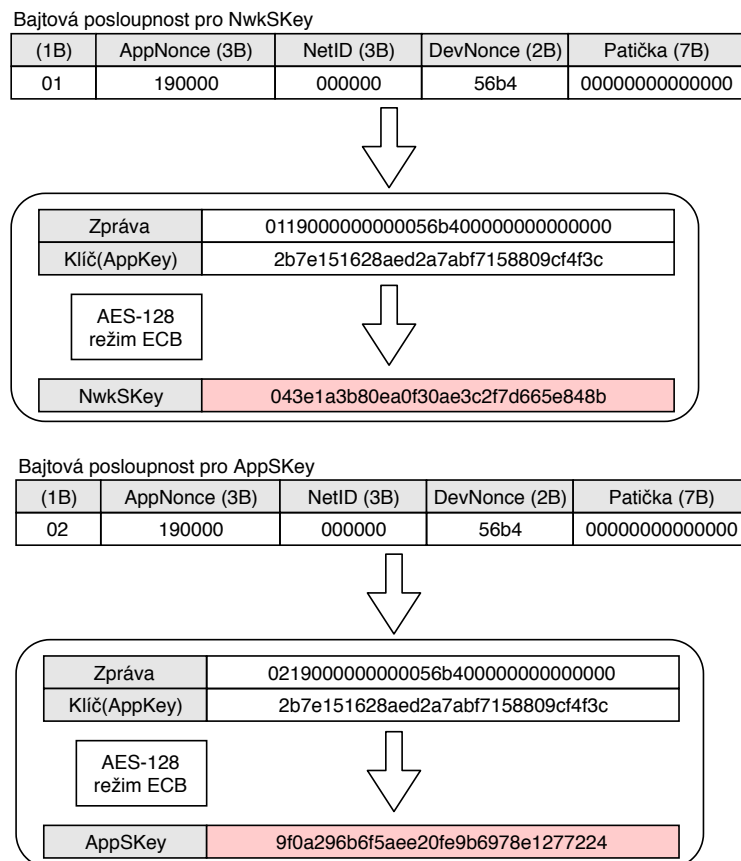 Bajtová posloupnost pro NwkSKey
(1B) AppNonce (3B) NetID (3B) DevNonce (2B) Patička (7B)
01 190000 000000 56b4 00000000000000
Zpráva 0119000000000056b400000000000000
Klíč(AppKey) 2b7e151628aed2a7abf7158809cf4f3c
AES-128
režim ECB
NwkSKey 043e1a3b80ea0f30ae3c2f7d665e848b
Bajtová posloupnost pro AppSKey
(1B) AppNonce (3B) NetID (3B) DevNonce (2B) Patička (7B)
02 190000 000000 56b4 00000000000000
Zpráva 0219000000000056b400000000000000
Klíč(AppKey) 2b7e151628aed2a7abf7158809cf4f3c
AES-128
režim ECB
AppSKey 9f0a296b6f5aee20fe9b6978e1277224